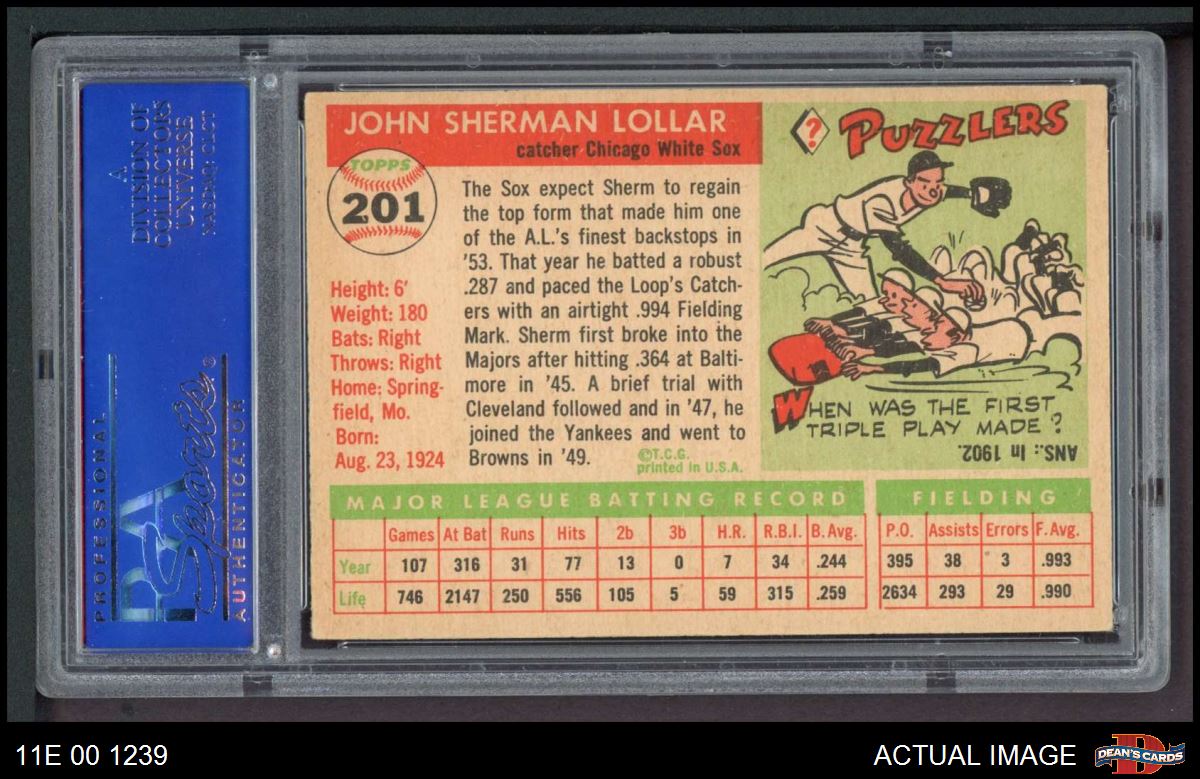 A
DIVISION OF
COLLECTORS
UNIVERSE
NASDAQ: CLCT
PROFESSIONAL
PSA
Sports®
AUTHENTICATOR
JOHN SHERMAN LOLLAR
catcher Chicago White Sox
TOPPS
201
Height: 6'
Weight: 180
Bats: Right
Throws: Right
Home: Spring-
field, Mo.
Born:
Aug. 23, 1924
The Sox expect Sherm to regain
the top form that made him one
of the A.L.'s finest backstops in
'53. That year he batted a robust
.287 and paced the Loop's Catch-
ers with an airtight .994 Fielding
Mark. Sherm first broke into the
Majors after hitting .364 at Balti-
more in '45. A brief trial with
Cleveland followed and in '47, he
joined the Yankees and went to
Browns in '49.
©T.C.G.
printed in U.S.A.
? PUZZLERS
WHEN WAS THE FIRST
TRIPLE PLAY MADE?
ANS.: In 1902.
MAJOR LEAGUE BATTING RECORD FIELDING
Games At Bat Runs Hits 2b 3b H.R. R.B.I. B. Avg. P.O. Assists Errors F. Avg.
Year 107 316 31 77 13 0 7 34 .244 395 38 3 .993
Life 746 2147 250 556 105 5 59 315 .259 2634 293 29 .990
11E 00 1239
ACTUAL IMAGE
DEAN'S CARDS